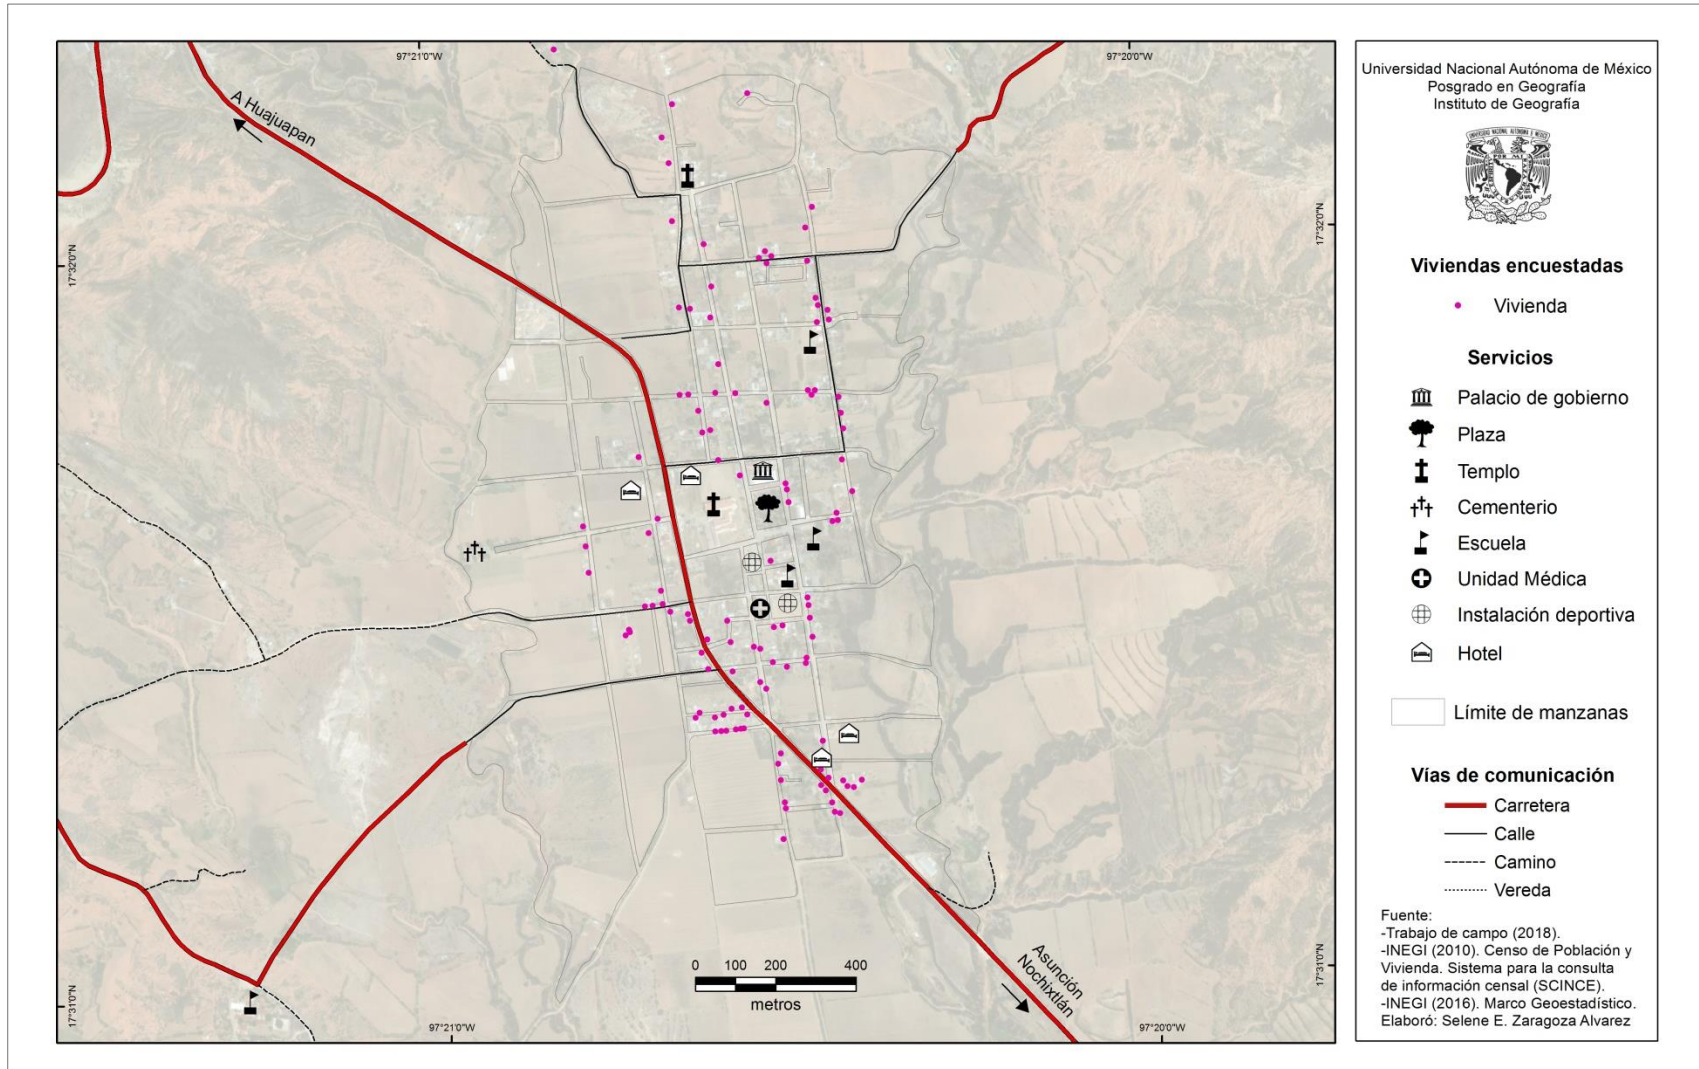 97°21'0"W
97°20'0"W
A Huajuapan
17°32'0"N
17°32'0"N
17°31'0"N
17°31'0"N
Asunción
Nochixtlán
0 100 200 400
metros
97°21'0"W
97°20'0"W
Universidad Nacional Autónoma de México
Posgrado en Geografía
Instituto de Geografía
Viviendas encuestadas
Vivienda
Servicios
Palacio de gobierno
Plaza
Templo
Cementerio
Escuela
Unidad Médica
Instalación deportiva
Hotel
Límite de manzanas
Vías de comunicación
Carretera
Calle
Camino
Vereda
Fuente:
-Trabajo de campo (2018).
-INEGI (2010). Censo de Población y
Vivienda. Sistema para la consulta
de información censal (SCINCE).
-INEGI (2016). Marco Geoestadístico.
Elaboró: Selene E. Zaragoza Alvarez